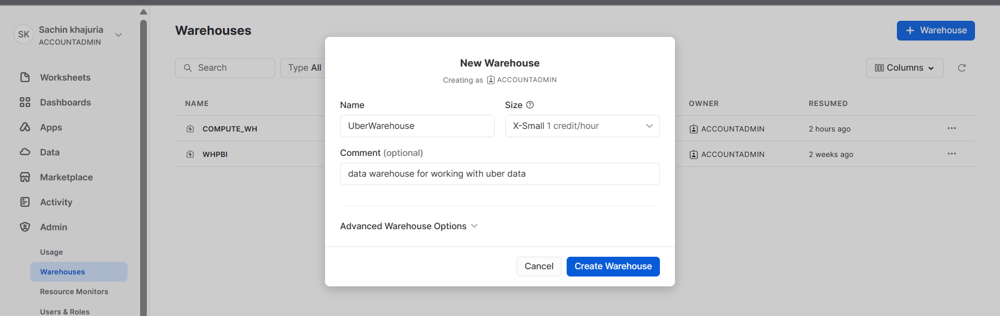 SK
Sachin khajuria
ACCOUNTADMIN
Worksheets
Dashboards
Apps
Data
Marketplace
Activity
Admin
Usage
Warehouses
Resource Monitors
Users & Roles
Warehouses
+ Warehouse
Search
Type All
Columns
NAME
OWNER
RESUMED
COMPUTE_WH
ACCOUNTADMIN
2 hours ago
WHPBI
ACCOUNTADMIN
2 weeks ago
New Warehouse
Creating as ACCOUNTADMIN
Name
Size
UberWarehouse
X-Small 1 credit/hour
Comment (optional)
data warehouse for working with uber data
Advanced Warehouse Options
Cancel
Create Warehouse